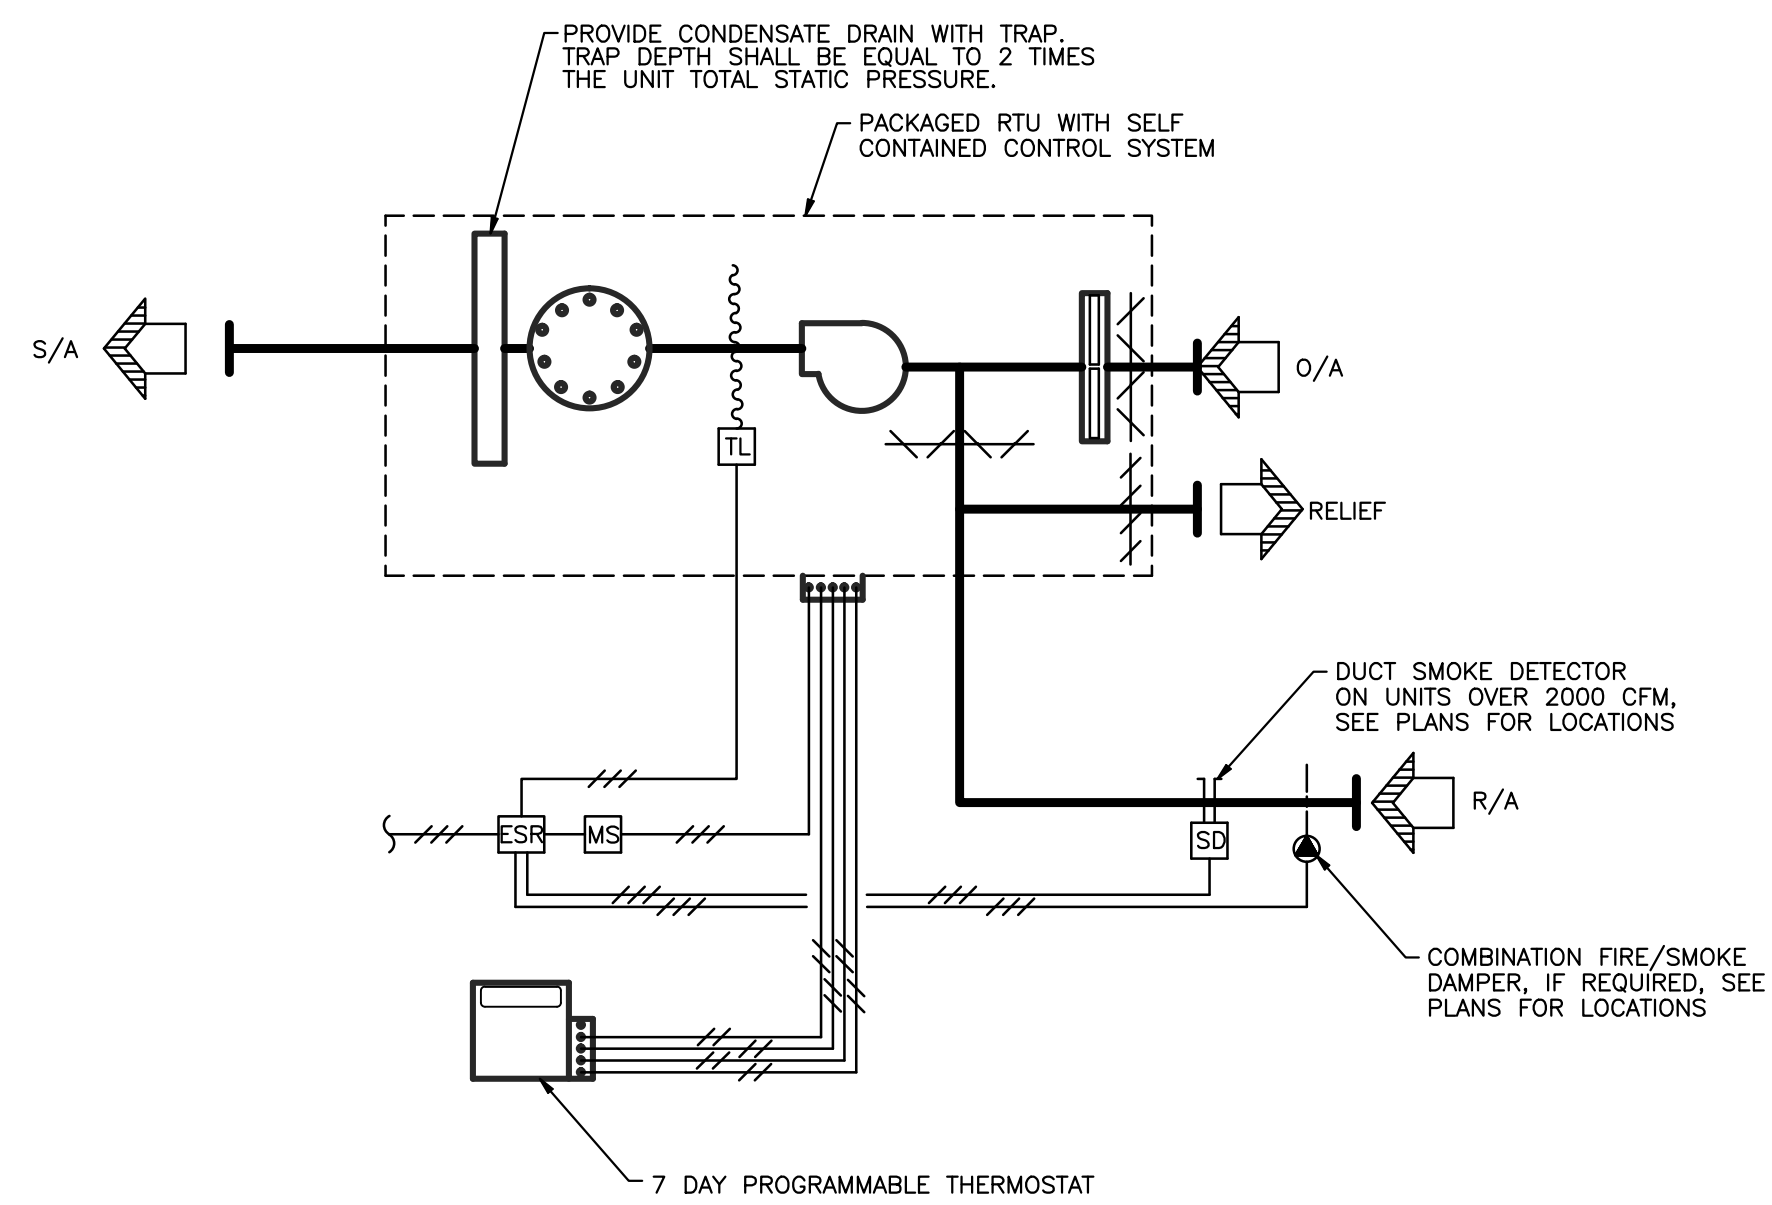 PROVIDE CONDENSATE DRAIN WITH TRAP.
TRAP DEPTH SHALL BE EQUAL TO 2 TIMES
THE UNIT TOTAL STATIC PRESSURE.
PACKAGED RTU WITH SELF
CONTAINED CONTROL SYSTEM
S/A
O/A
TL
RELIEF
DUCT SMOKE DETECTOR
ON UNITS OVER 2000 CFM,
SEE PLANS FOR LOCATIONS
R/A
ESR
MS
SD
COMBINATION FIRE/SMOKE
DAMPER, IF REQUIRED, SEE
PLANS FOR LOCATIONS
7 DAY PROGRAMMABLE THERMOSTAT